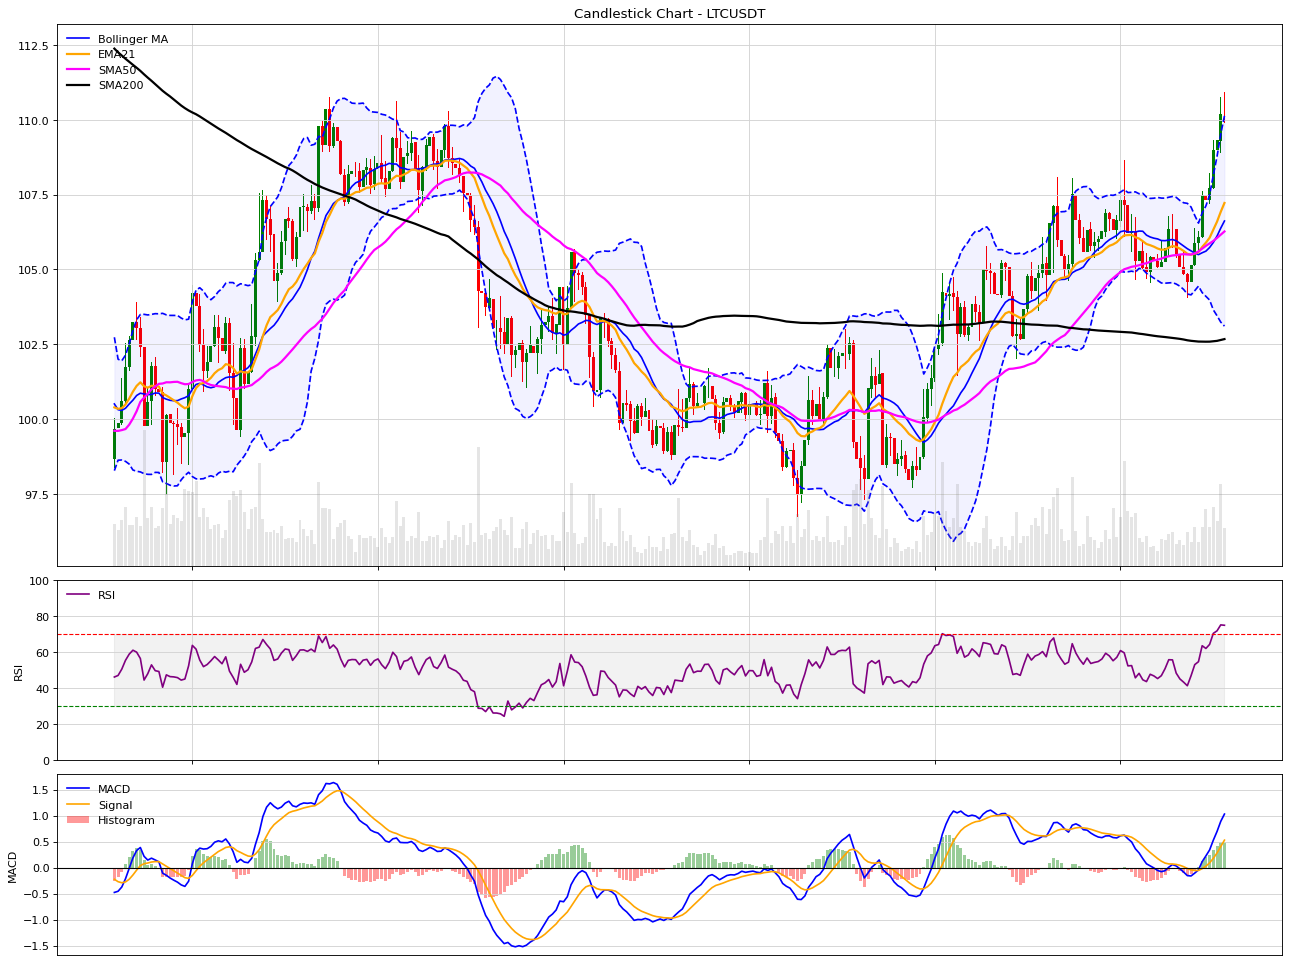 Candlestick Chart - LTCUSDT
Bollinger MA
EMA21
SMA50
SMA200
112.5
110.0
107.5
105.0
102.5
100.0
97.5
100
80
60
40
20
0
RSI
RSI
MACD
Signal
Histogram
1.5
1.0
0.5
0.0
−0.5
−1.0
−1.5
MACD